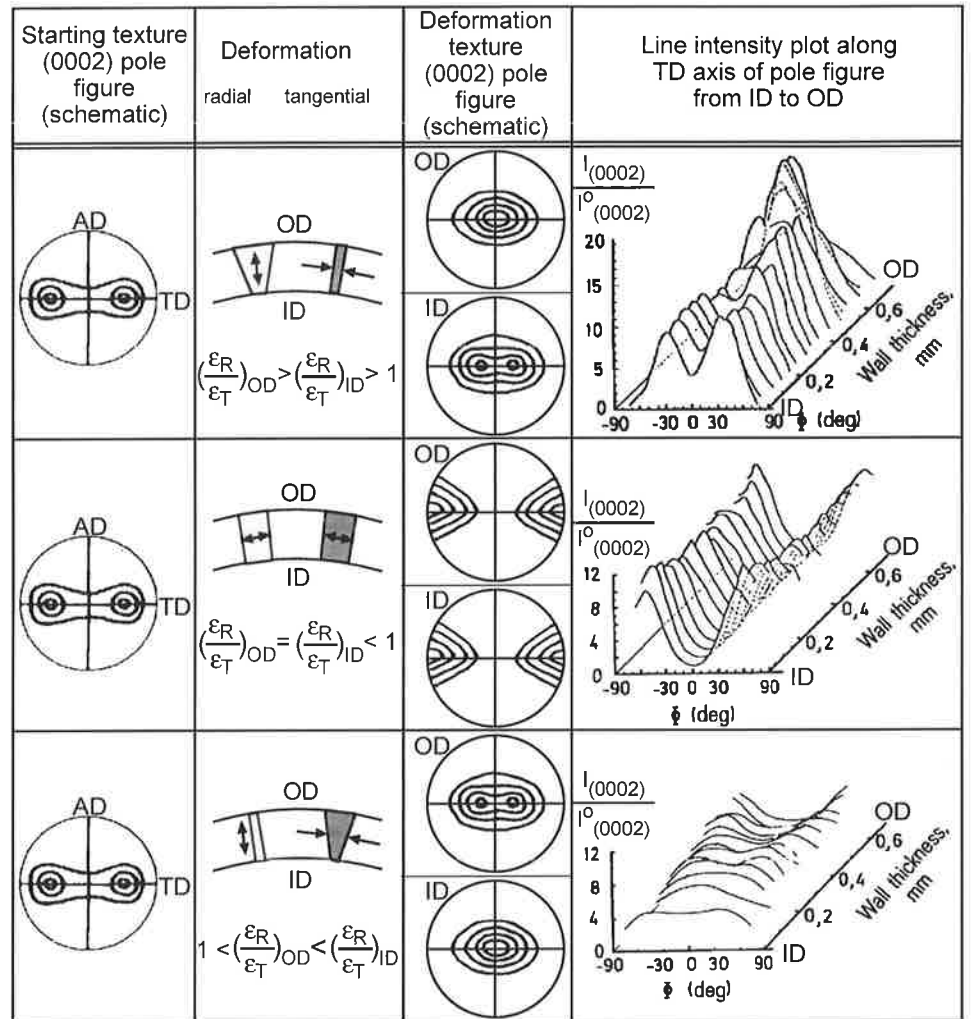 Starting texture
(0002) pole
figure
(schematic)
Deformation
radial tangential
Deformation
texture
(0002) pole
figure
(schematic)
Line intensity plot along
TD axis of pole figure
from ID to OD
AD
TD
OD
ID
(εR/εT)OD > (εR/εT)ID > 1
OD
ID
I(0002)
I°(0002)
20
15
10
5
0
-90 -30 0 30 90 Φ (deg)
ID
0,2
0,4
0,6
OD
Wall thickness,
mm
AD
TD
OD
ID
(εR/εT)OD = (εR/εT)ID < 1
OD
ID
I(0002)
I°(0002)
12
8
4
0
-90 -30 0 30 90
Φ (deg)
ID
0,2
0,4
0,6
OD
Wall thickness,
mm
AD
TD
OD
ID
1 < (εR/εT)OD < (εR/εT)ID
OD
ID
I(0002)
I°(0002)
12
8
4
0
-90 -30 0 30 90
Φ (deg)
ID
0,2
0,4
0,6
OD
Wall thickness,
mm